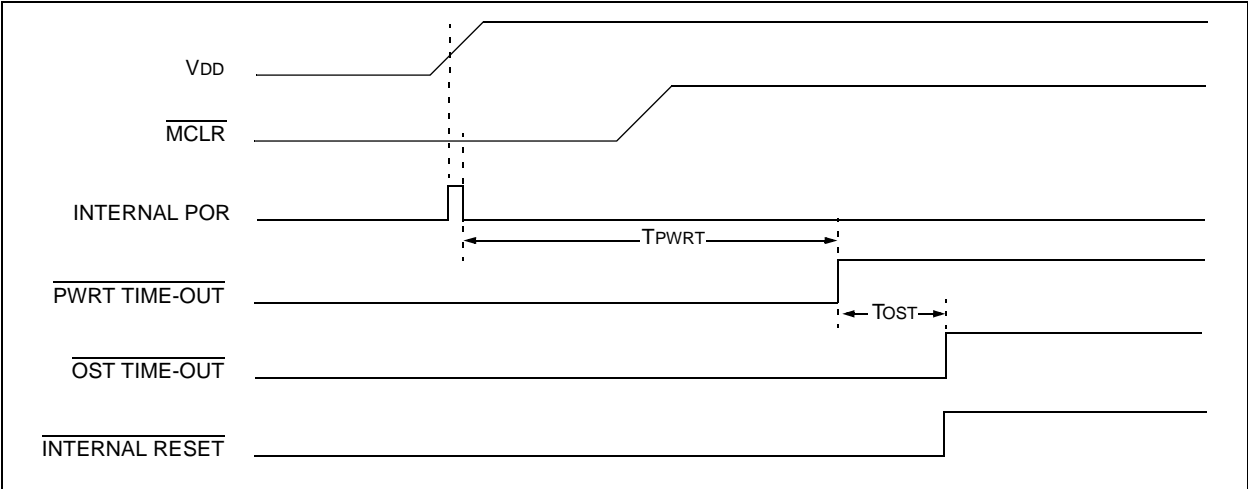 VDD
MCLR
INTERNAL POR
TPWRT
PWRT TIME-OUT
TOST
OST TIME-OUT
INTERNAL RESET